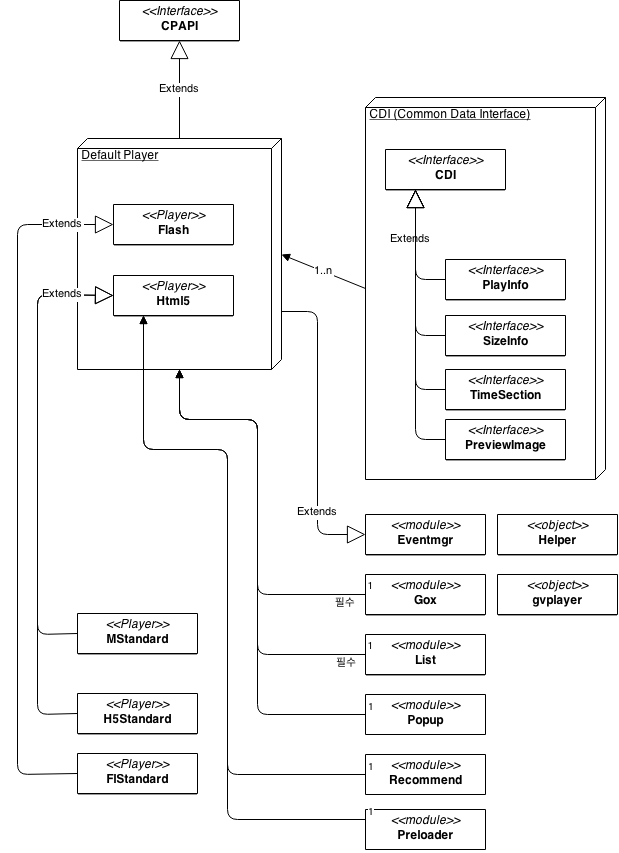 <<Interface>>
CPAPI
Extends
CDI (Common Data Interface)
<<Interface>>
CDI
Extends
<<Interface>>
PlayInfo
<<Interface>>
SizeInfo
<<Interface>>
TimeSection
<<Interface>>
PreviewImage
1..n
Default Player
<<Player>>
Flash
Extends
<<Player>>
Html5
Extends
Extends
<<module>>
Eventmgr
<<object>>
Helper
1
필수
<<module>>
Gox
<<object>>
gvplayer
1
필수
<<module>>
List
1
<<module>>
Popup
1
<<module>>
Recommend
1
<<module>>
Preloader
<<Player>>
MStandard
<<Player>>
H5Standard
<<Player>>
FlStandard